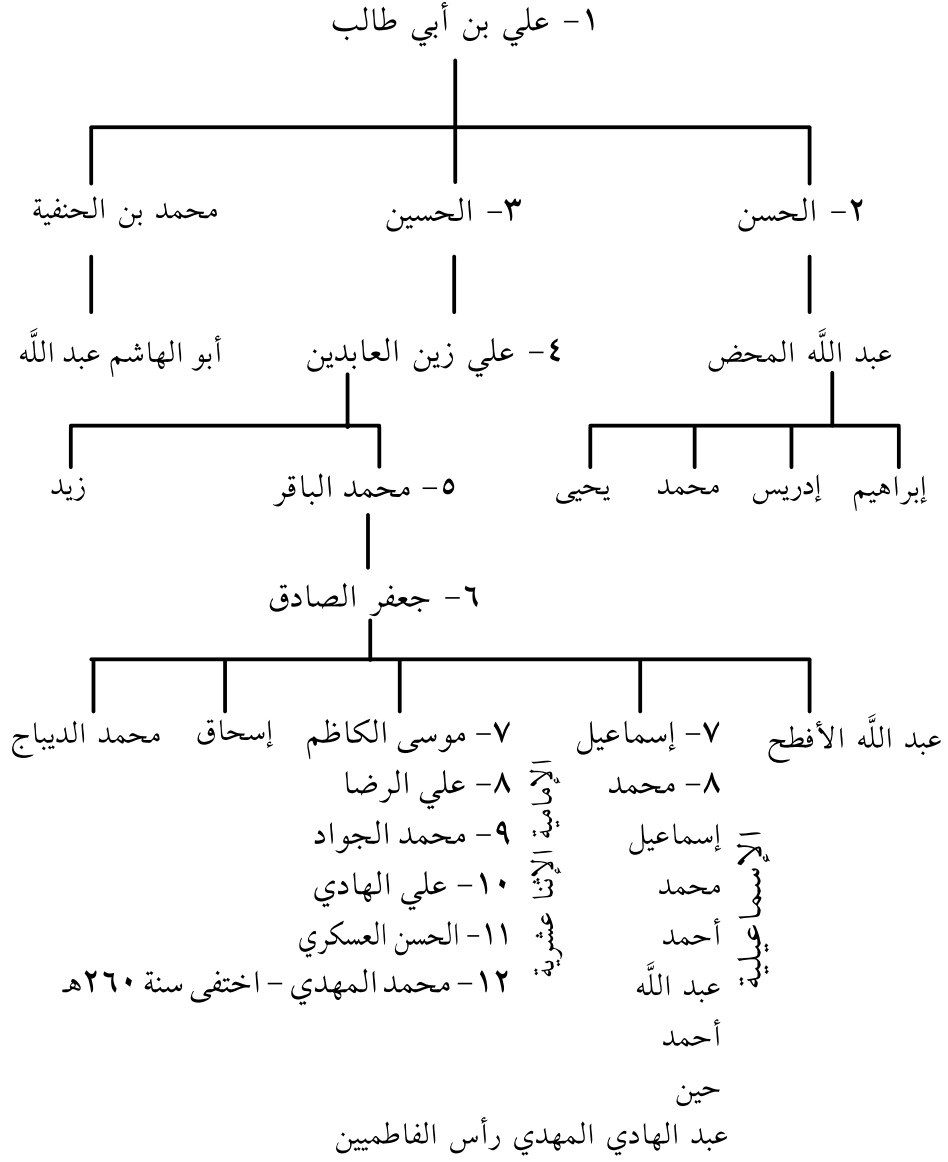 ١- علي بن أبي طالب
٢- الحسن
٣- الحسين
محمد بن الحنفية
عبد اللَّه المحض
٤- علي زين العابدين
أبو الهاشم عبد اللَّه
إبراهيم
إدريس
محمد
يحيى
٥- محمد الباقر
زيد
٦- جعفر الصادق
عبد اللَّه الأفطح
٧- إسماعيل
٧- موسى الكاظم
إسحاق
محمد الديباج
الإسماعيلية
٨- محمد
إسماعيل
محمد
أحمد
عبد اللَّه
أحمد
حين
عبد الهادي المهدي رأس الفاطميين
الإمامية الإثنا عشرية
٨- علي الرضا
٩- محمد الجواد
١٠- علي الهادي
١١- الحسن العسكري
١٢- محمد المهدي – اختفى سنة ٢٦٠هـ